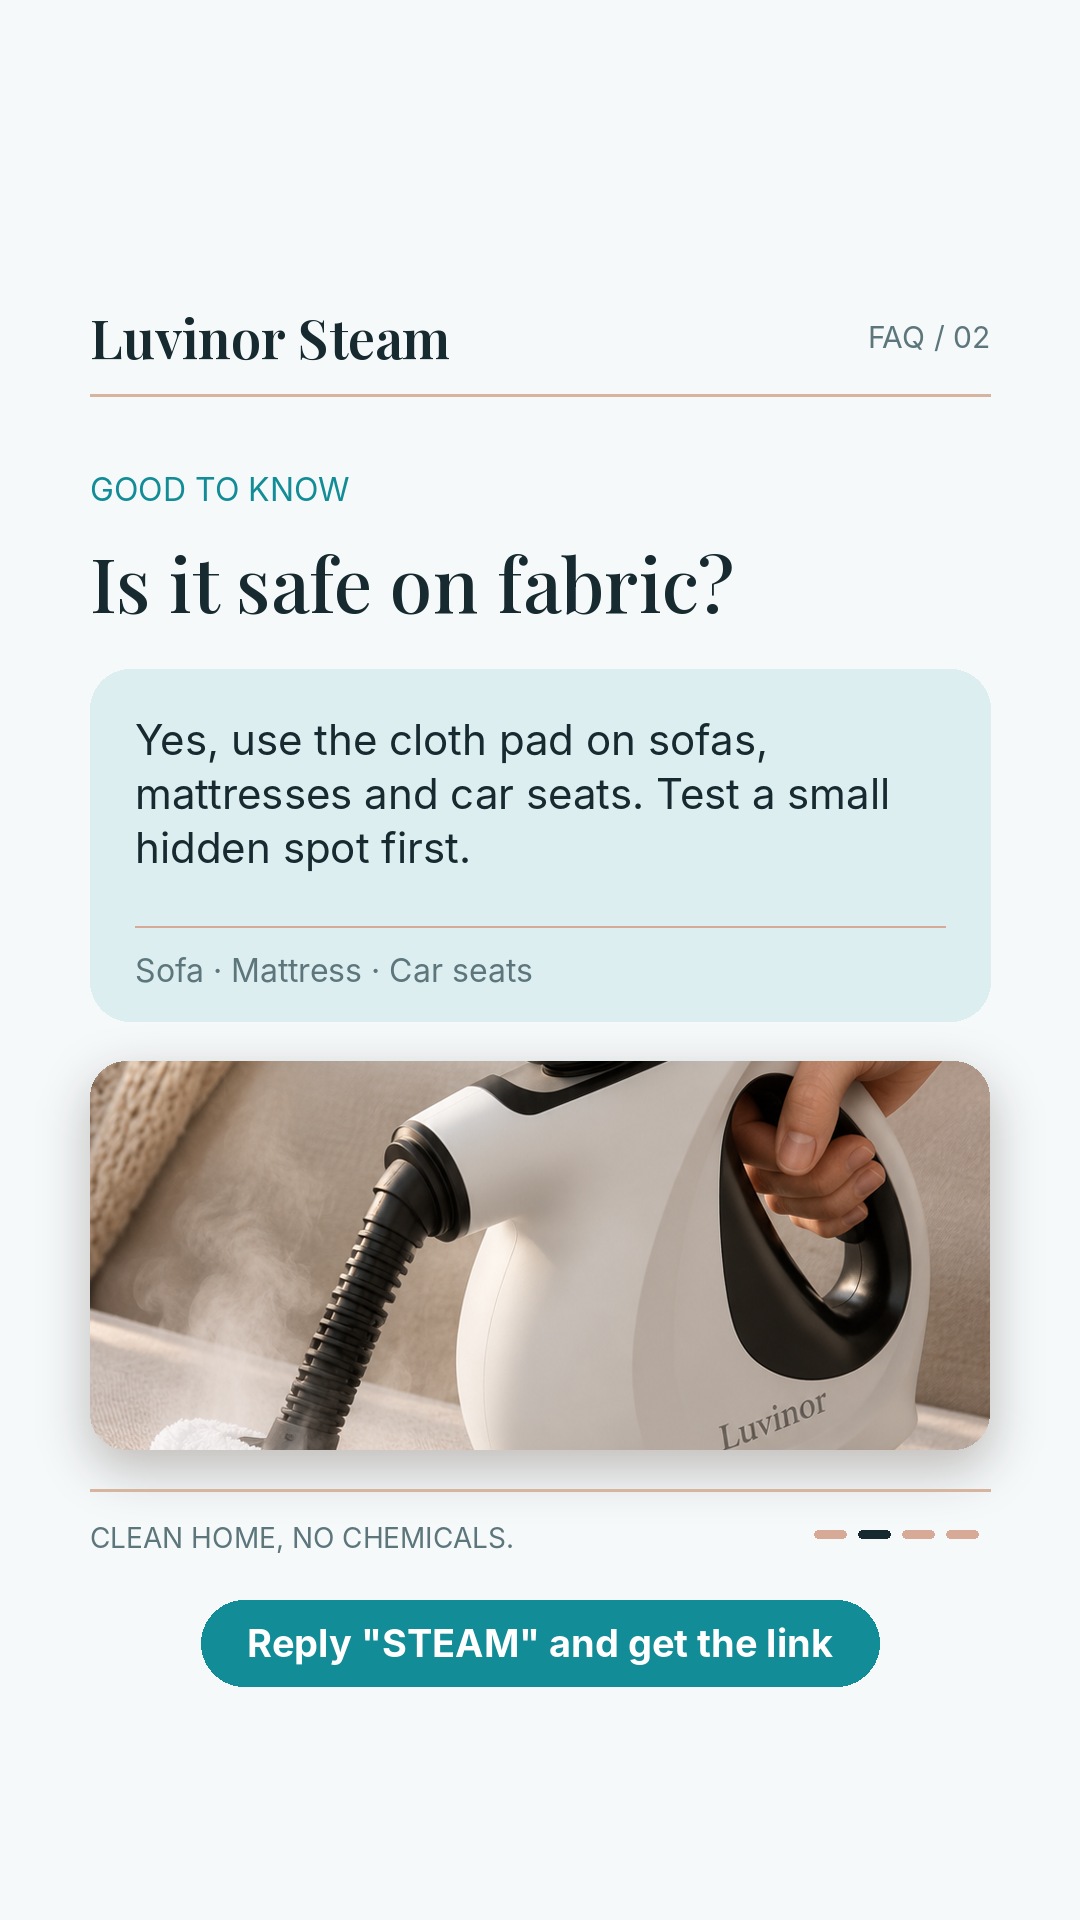 Luvinor Steam
FAQ / 02
GOOD TO KNOW
Is it safe on fabric?
Yes, use the cloth pad on sofas,
mattresses and car seats. Test a small
hidden spot first.
Sofa · Mattress · Car seats
Luvinor
CLEAN HOME, NO CHEMICALS.
Reply "STEAM" and get the link